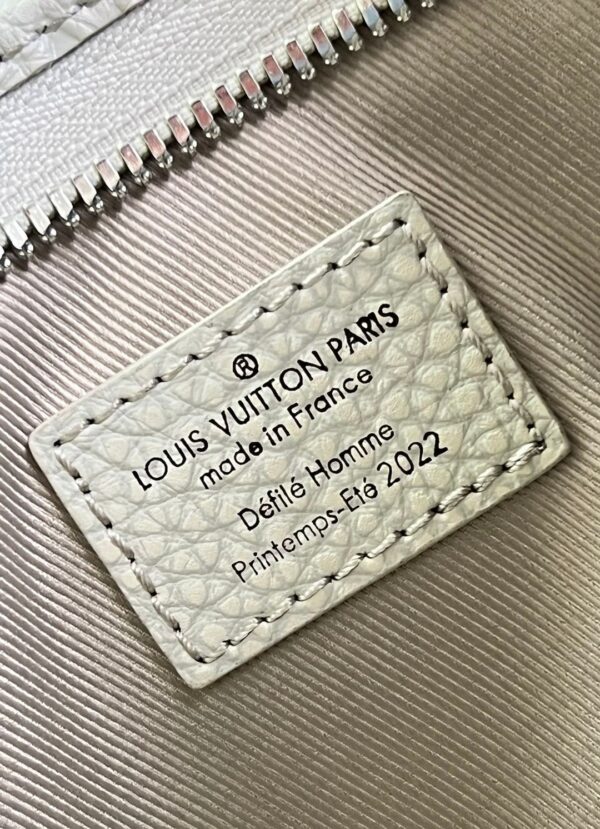 ®
LOUIS VUITTON PARIS
made in France
Défilé Homme
Printemps-Eté 2022